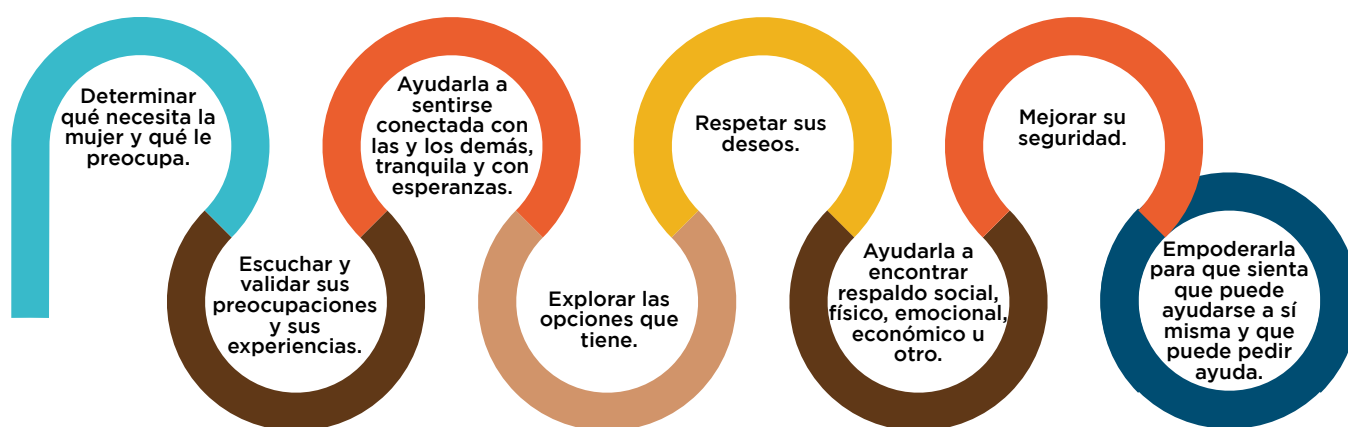 Determinar
qué necesita la
mujer y qué le
preocupa.
Escuchar y
validar sus
preocupaciones
y sus
experiencias.
Ayudarla a
sentirse
conectada con
las y los demás,
tranquila y con
esperanzas.
Explorar las
opciones que
tiene.
Respetar sus
deseos.
Ayudarla a
encontrar
respaldo social,
físico, emocional,
económico u
otro.
Mejorar su
seguridad.
Empoderarla
para que sienta
que puede
ayudarse a sí
misma y que
puede pedir
ayuda.